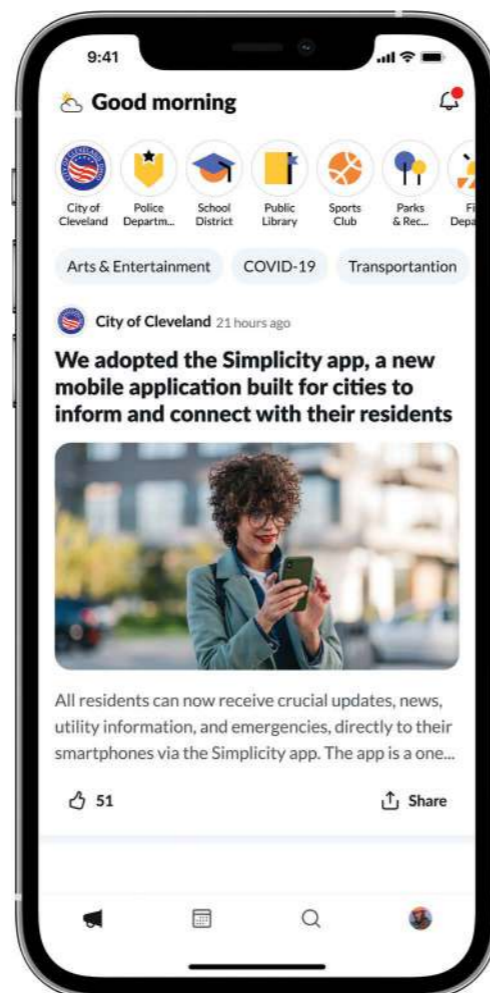 9:41
Good morning
City of
Cleveland
Police
Departm...
School
District
Public
Library
Sports
Club
Parks
& Rec...
Fi
Depa
Arts & Entertainment
COVID-19
Transportantion
City of Cleveland 21 hours ago
We adopted the Simplicity app, a new
mobile application built for cities to
inform and connect with their residents
All residents can now receive crucial updates, news,
utility information, and emergencies, directly to their
smartphones via the Simplicity app. The app is a one...
51
Share